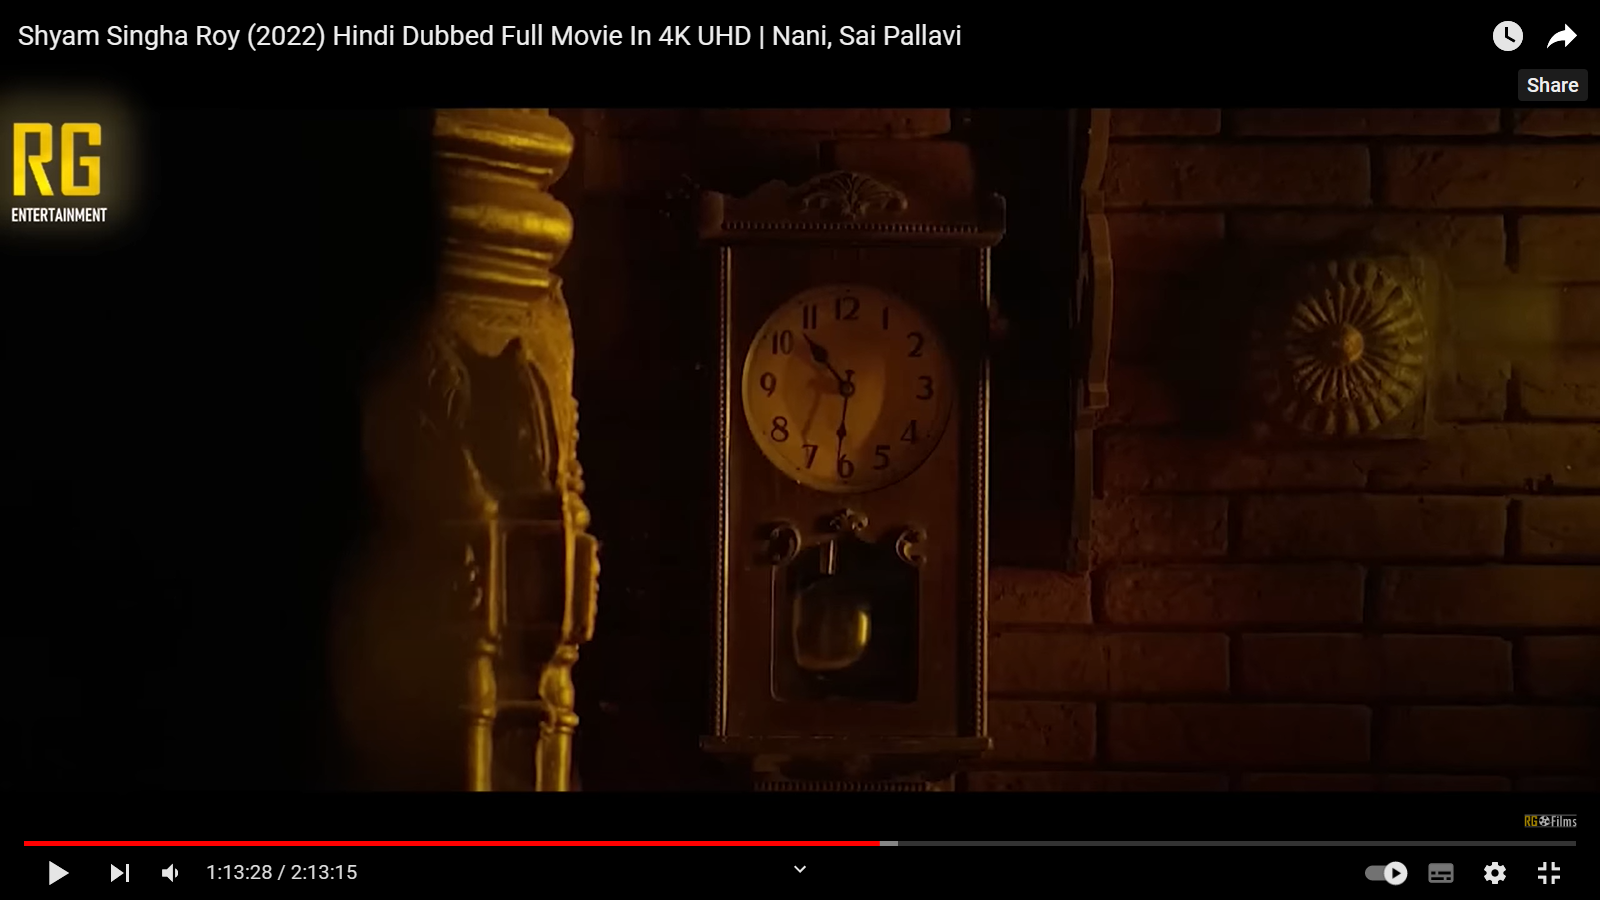 Shyam Singha Roy (2022) Hindi Dubbed Full Movie In 4K UHD | Nani, Sai Pallavi
Share
RG
ENTERTAINMENT
12
11 1
10 2
9 3
8 4
7 5
6
RG Films
1:13:28 / 2:13:15